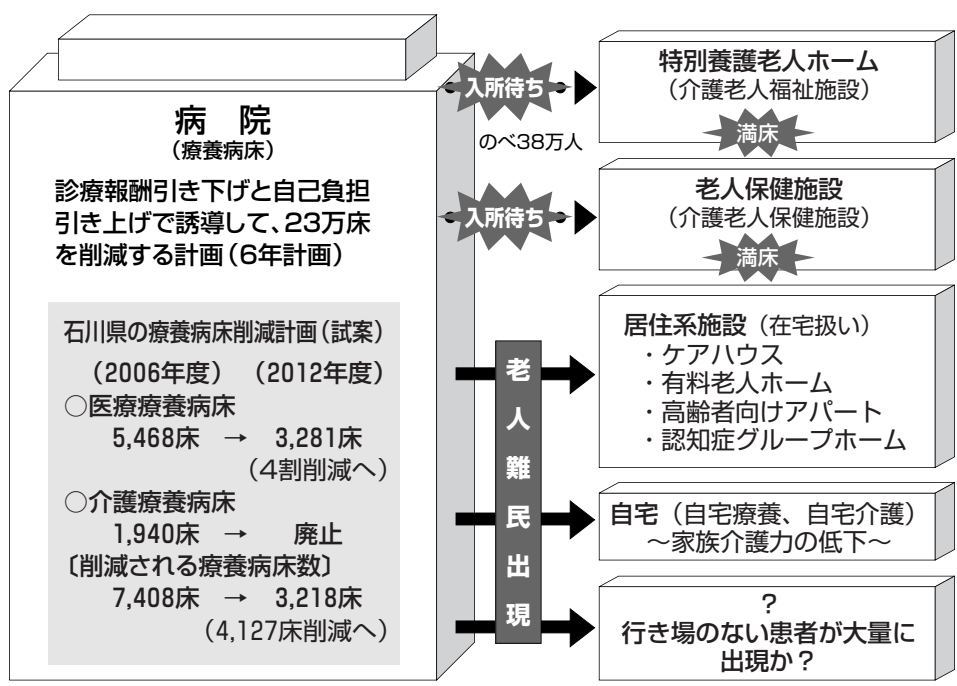 病 院
（療養病床）
診療報酬引き下げと自己負担
引き上げで誘導して、23万床
を削減する計画（6年計画）
石川県の療養病床削減計画（試案）
（2006年度）（2012年度）
○医療療養病床
5,468床 → 3,281床
（4割削減へ）
○介護療養病床
1,940床 → 廃止
〔削減される療養病床数〕
7,408床 → 3,218床
（4,127床削減へ）
入所待ち
のべ38万人
入所待ち
老人難民出現
特別養護老人ホーム
（介護老人福祉施設）
満床
老人保健施設
（介護老人保健施設）
満床
居住系施設（在宅扱い）
・ケアハウス
・有料老人ホーム
・高齢者向けアパート
・認知症グループホーム
自宅（自宅療養、自宅介護）
～家族介護力の低下～
？
行き場のない患者が大量に
出現か？